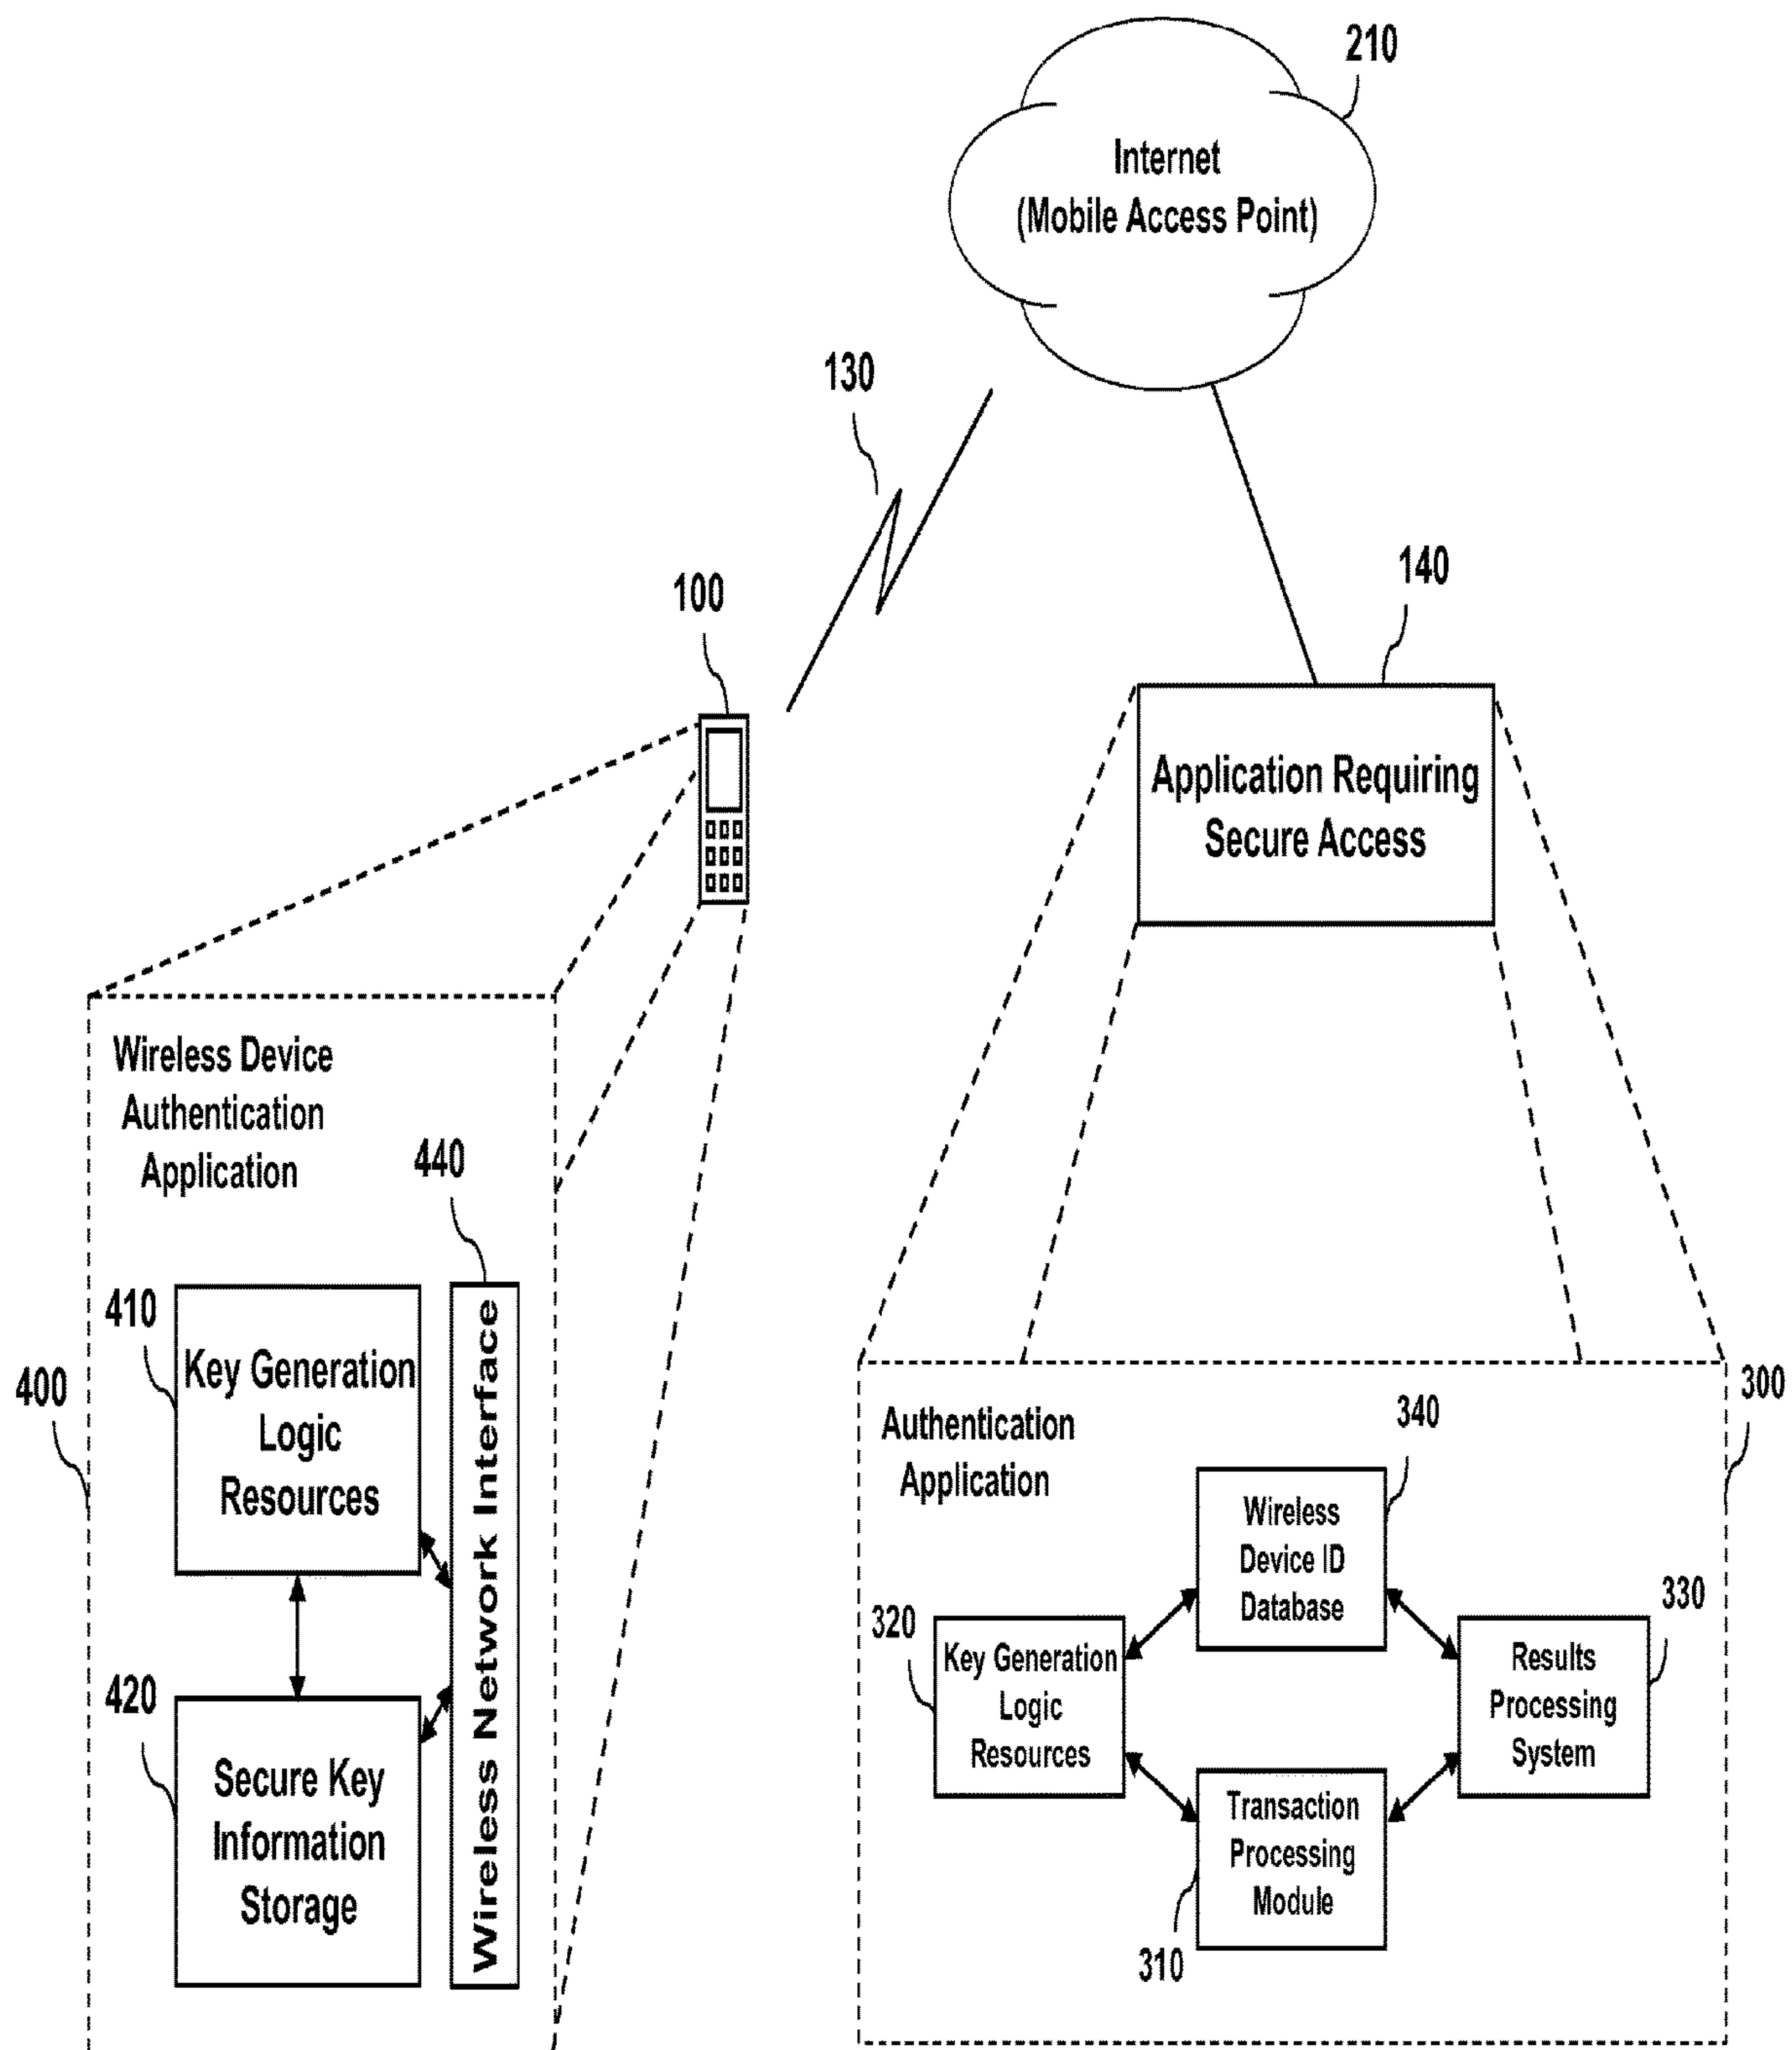 210
Internet
(Mobile Access Point)
130
100
140
Application Requiring
Secure Access
Wireless Device
Authentication
Application
440
410
Key Generation
Logic
Resources
Wireless Network Interface
400
420
Secure Key
Information
Storage
300
Authentication
Application
340
Wireless
Device ID
Database
330
320
Key Generation
Logic
Resources
Results
Processing
System
Transaction
Processing
Module
310